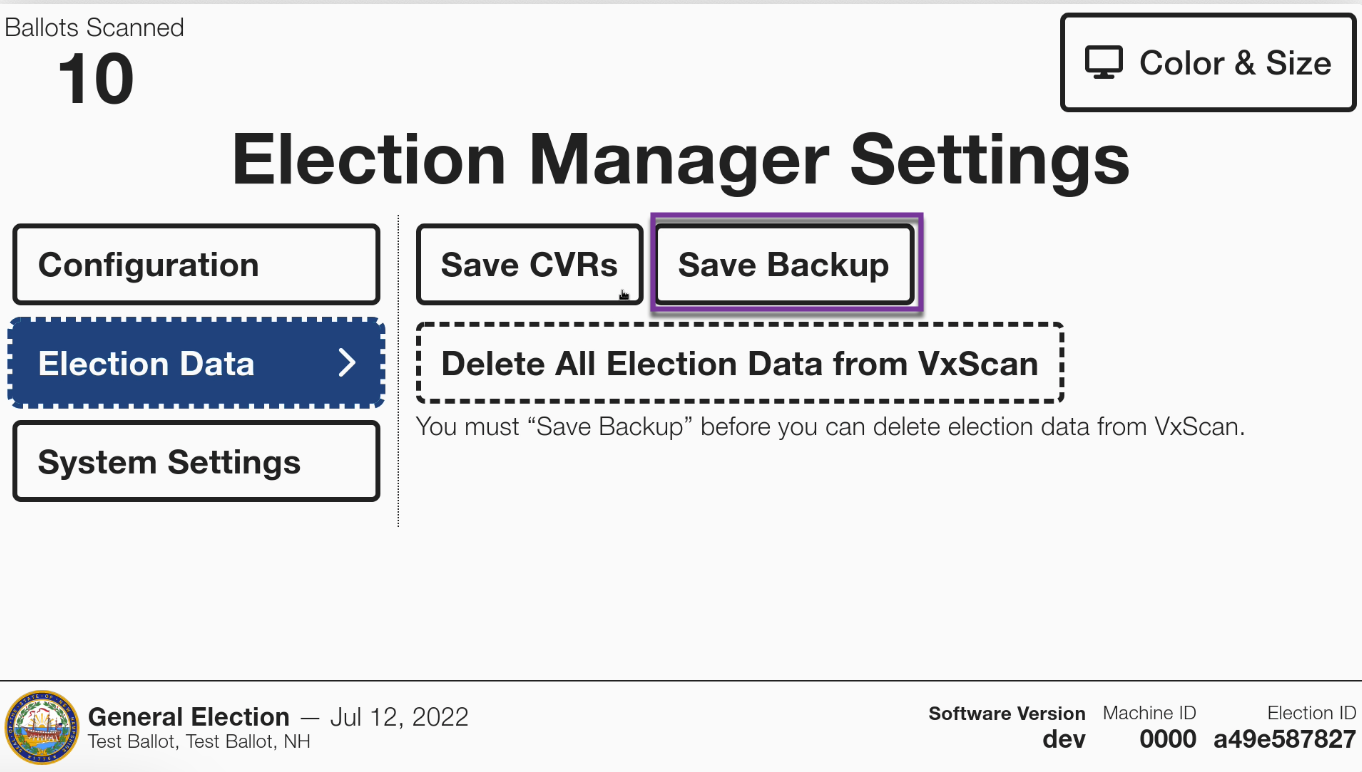 Ballots Scanned
10
Color & Size
Election Manager Settings
Configuration
Save CVRs
Save Backup
Election Data
Delete All Election Data from VxScan
You must “Save Backup” before you can delete election data from VxScan.
System Settings
General Election — Jul 12, 2022
Test Ballot, Test Ballot, NH
Software Version
dev
Machine ID
0000
Election ID
a49e587827